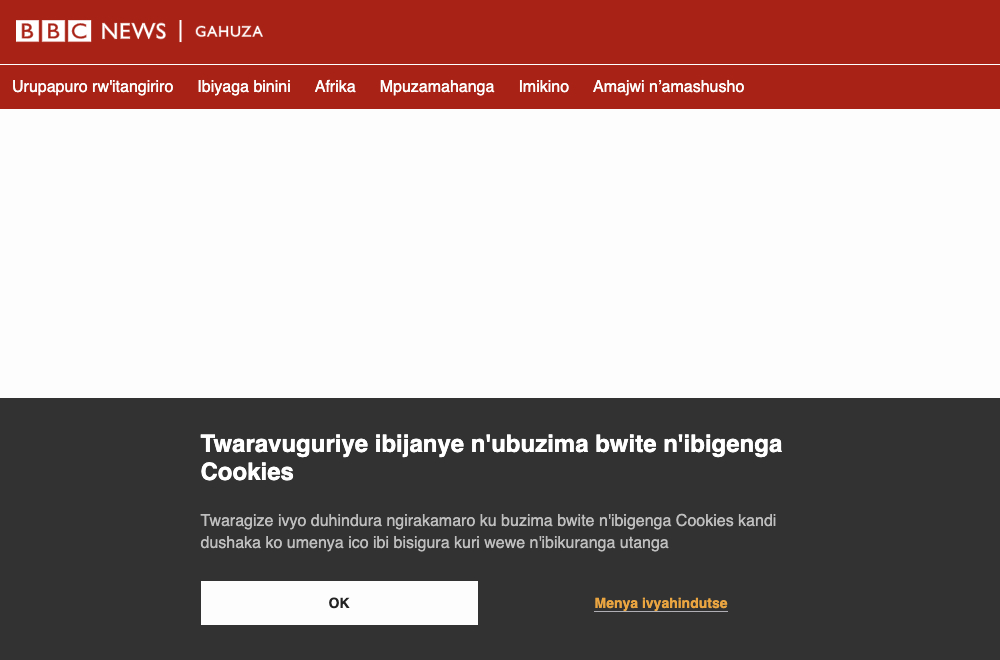 BBC NEWS | GAHUZA
Urupapuro rw'itangiriro Ibiyaga binini Afrika Mpuzamahanga Imikino Amajwi n’amashusho
Twaravuguriye ibijanye n'ubuzima bwite n'ibigenga
Cookies
Twaragize ivyo duhindura ngirakamaro ku buzima bwite n'ibigenga Cookies kandi
dushaka ko umenya ico ibi bisigura kuri wewe n'ibikuranga utanga
OK Menya ivyahindutse